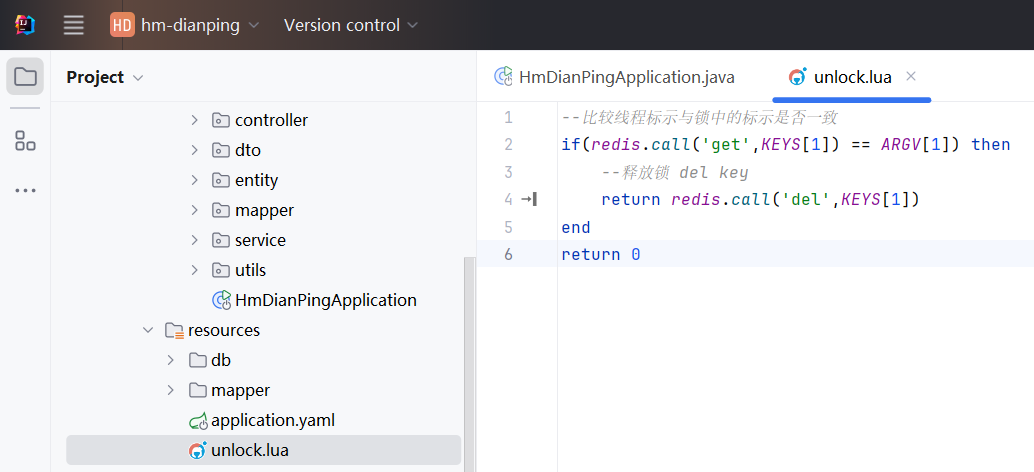 HD hm-dianping Version control
Project
controller
dto
entity
mapper
service
utils
HmDianPingApplication
resources
db
mapper
application.yaml
unlock.lua
HmDianPingApplication.java unlock.lua
1 --比较线程标示与锁中的标示是否一致
2 if(redis.call('get',KEYS[1]) == ARGV[1]) then
3 --释放锁 del key
4 return redis.call('del',KEYS[1])
5 end
6 return 0